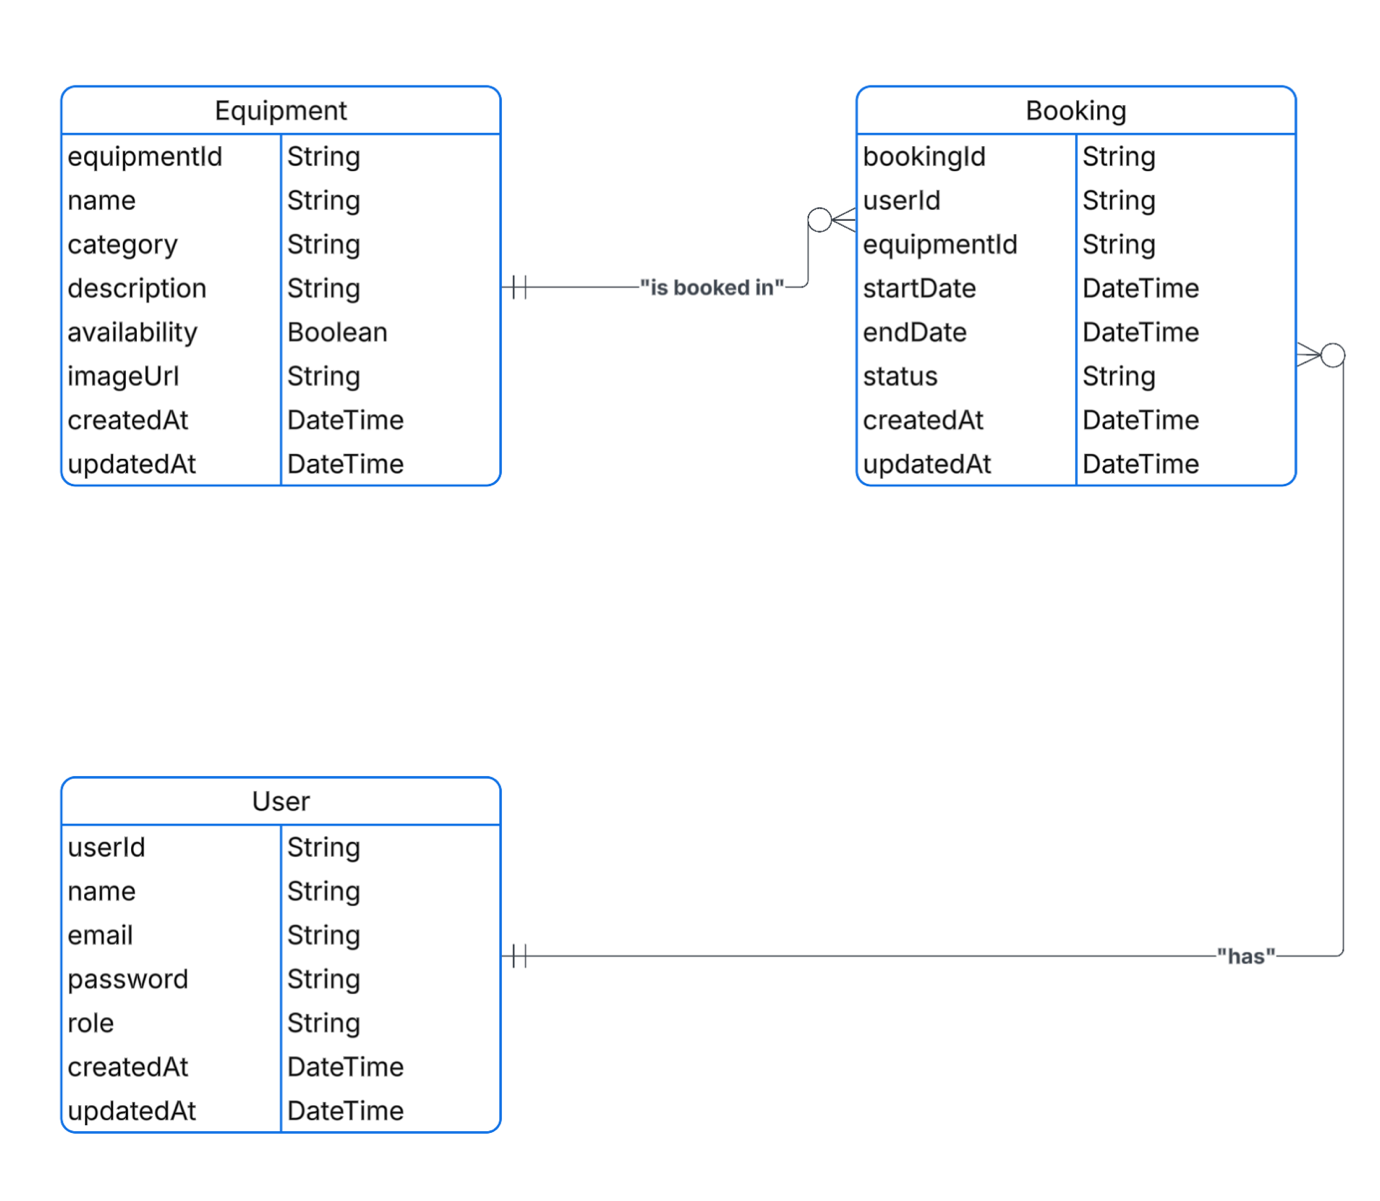 Equipment
equipmentId String
name String
category String
description String
availability Boolean
imageUrl String
createdAt DateTime
updatedAt DateTime
"is booked in"
Booking
bookingId String
userId String
equipmentId String
startDate DateTime
endDate DateTime
status String
createdAt DateTime
updatedAt DateTime
User
userId String
name String
email String
password String
role String
createdAt DateTime
updatedAt DateTime
"has"